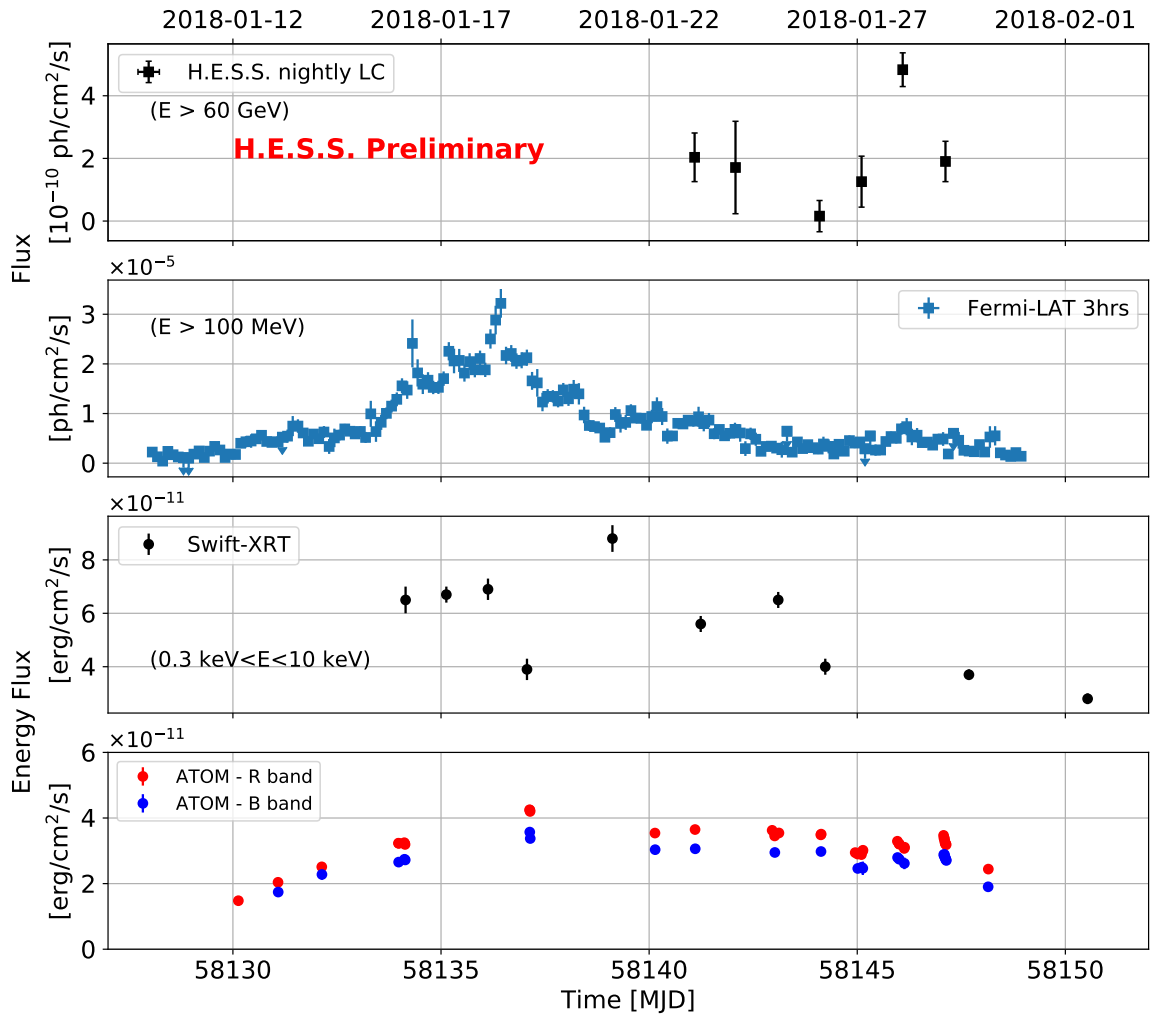 2018-01-12 2018-01-17 2018-01-22 2018-01-27 2018-02-01
H.E.S.S. nightly LC
(E > 60 GeV)
H.E.S.S. Preliminary
4
2
0
[10⁻¹⁰ ph/cm²/s]
Flux
×10⁻⁵
Fermi-LAT 3hrs
(E > 100 MeV)
3
2
1
0
[ph/cm²/s]
×10⁻¹¹
Swift-XRT
(0.3 keV<E<10 keV)
8
6
4
[erg/cm²/s]
Energy Flux
×10⁻¹¹
ATOM - R band
ATOM - B band
6
4
2
0
[erg/cm²/s]
58130 58135 58140 58145 58150
Time [MJD]